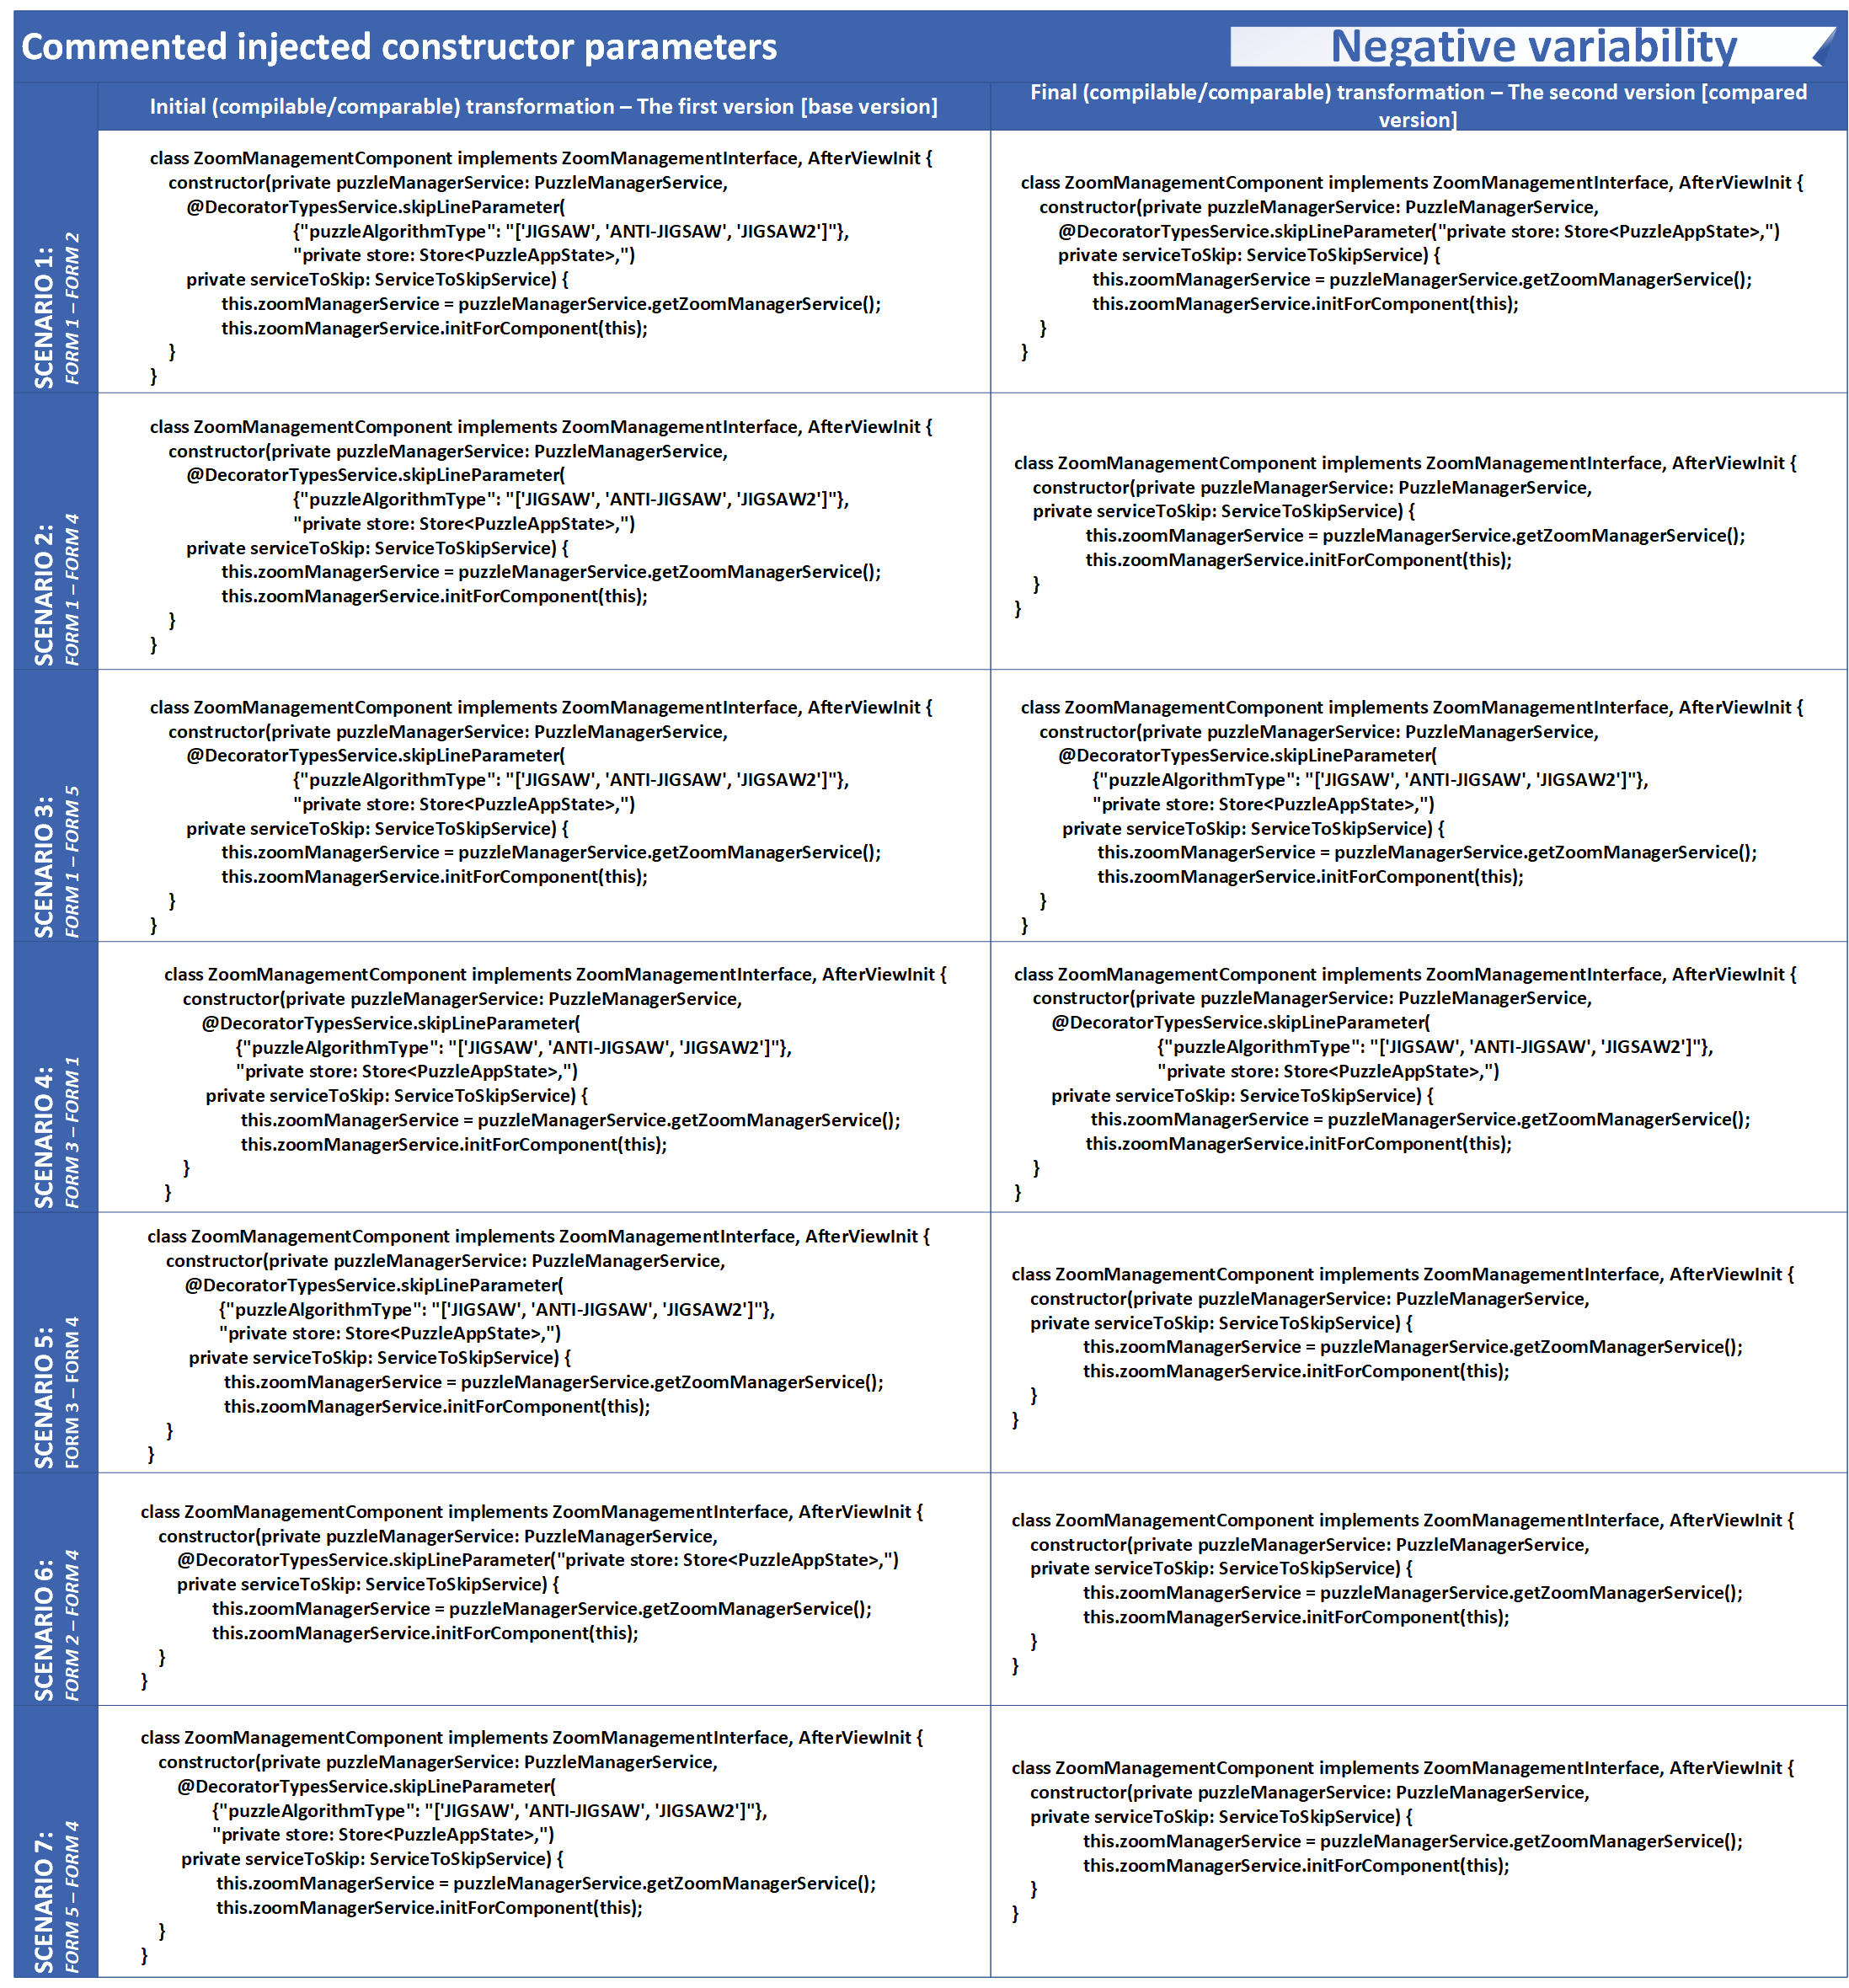 Commented injected constructor parameters
Negative variability
Initial (compilable/comparable) transformation – The first version [base version]
Final (compilable/comparable) transformation – The second version [compared
version]
SCENARIO 1:
FORM 1 – FORM 2
class ZoomManagementComponent implements ZoomManagementInterface, AfterViewInit {
constructor(private puzzleManagerService: PuzzleManagerService,
@DecoratorTypesService.skipLineParameter(
{"puzzleAlgorithmType": "['JIGSAW', 'ANTI-JIGSAW', 'JIGSAW2']"},
"private store: Store<PuzzleAppState>,")
private serviceToSkip: ServiceToSkipService) {
this.zoomManagerService = puzzleManagerService.getZoomManagerService();
this.zoomManagerService.initForComponent(this);
}
}
class ZoomManagementComponent implements ZoomManagementInterface, AfterViewInit {
constructor(private puzzleManagerService: PuzzleManagerService,
@DecoratorTypesService.skipLineParameter("private store: Store<PuzzleAppState>,")
private serviceToSkip: ServiceToSkipService) {
this.zoomManagerService = puzzleManagerService.getZoomManagerService();
this.zoomManagerService.initForComponent(this);
}
}
SCENARIO 2:
FORM 1 – FORM 4
class ZoomManagementComponent implements ZoomManagementInterface, AfterViewInit {
constructor(private puzzleManagerService: PuzzleManagerService,
@DecoratorTypesService.skipLineParameter(
{"puzzleAlgorithmType": "['JIGSAW', 'ANTI-JIGSAW', 'JIGSAW2']"},
"private store: Store<PuzzleAppState>,")
private serviceToSkip: ServiceToSkipService) {
this.zoomManagerService = puzzleManagerService.getZoomManagerService();
this.zoomManagerService.initForComponent(this);
}
}
class ZoomManagementComponent implements ZoomManagementInterface, AfterViewInit {
constructor(private puzzleManagerService: PuzzleManagerService,
private serviceToSkip: ServiceToSkipService) {
this.zoomManagerService = puzzleManagerService.getZoomManagerService();
this.zoomManagerService.initForComponent(this);
}
}
SCENARIO 3:
FORM 1 – FORM 5
class ZoomManagementComponent implements ZoomManagementInterface, AfterViewInit {
constructor(private puzzleManagerService: PuzzleManagerService,
@DecoratorTypesService.skipLineParameter(
{"puzzleAlgorithmType": "['JIGSAW', 'ANTI-JIGSAW', 'JIGSAW2']"},
"private store: Store<PuzzleAppState>,")
private serviceToSkip: ServiceToSkipService) {
this.zoomManagerService = puzzleManagerService.getZoomManagerService();
this.zoomManagerService.initForComponent(this);
}
}
class ZoomManagementComponent implements ZoomManagementInterface, AfterViewInit {
constructor(private puzzleManagerService: PuzzleManagerService,
@DecoratorTypesService.skipLineParameter(
{"puzzleAlgorithmType": "['JIGSAW', 'ANTI-JIGSAW', 'JIGSAW2']"},
"private store: Store<PuzzleAppState>,")
private serviceToSkip: ServiceToSkipService) {
this.zoomManagerService = puzzleManagerService.getZoomManagerService();
this.zoomManagerService.initForComponent(this);
}
}
SCENARIO 4:
FORM 3 – FORM 1
class ZoomManagementComponent implements ZoomManagementInterface, AfterViewInit {
constructor(private puzzleManagerService: PuzzleManagerService,
@DecoratorTypesService.skipLineParameter(
{"puzzleAlgorithmType": "['JIGSAW', 'ANTI-JIGSAW', 'JIGSAW2']"},
"private store: Store<PuzzleAppState>,")
private serviceToSkip: ServiceToSkipService) {
this.zoomManagerService = puzzleManagerService.getZoomManagerService();
this.zoomManagerService.initForComponent(this);
}
}
class ZoomManagementComponent implements ZoomManagementInterface, AfterViewInit {
constructor(private puzzleManagerService: PuzzleManagerService,
@DecoratorTypesService.skipLineParameter(
{"puzzleAlgorithmType": "['JIGSAW', 'ANTI-JIGSAW', 'JIGSAW2']"},
"private store: Store<PuzzleAppState>,")
private serviceToSkip: ServiceToSkipService) {
this.zoomManagerService = puzzleManagerService.getZoomManagerService();
this.zoomManagerService.initForComponent(this);
}
}
SCENARIO 5:
FORM 3 – FORM 4
class ZoomManagementComponent implements ZoomManagementInterface, AfterViewInit {
constructor(private puzzleManagerService: PuzzleManagerService,
@DecoratorTypesService.skipLineParameter(
{"puzzleAlgorithmType": "['JIGSAW', 'ANTI-JIGSAW', 'JIGSAW2']"},
"private store: Store<PuzzleAppState>,")
private serviceToSkip: ServiceToSkipService) {
this.zoomManagerService = puzzleManagerService.getZoomManagerService();
this.zoomManagerService.initForComponent(this);
}
}
class ZoomManagementComponent implements ZoomManagementInterface, AfterViewInit {
constructor(private puzzleManagerService: PuzzleManagerService,
private serviceToSkip: ServiceToSkipService) {
this.zoomManagerService = puzzleManagerService.getZoomManagerService();
this.zoomManagerService.initForComponent(this);
}
}
SCENARIO 6:
FORM 2 – FORM 4
class ZoomManagementComponent implements ZoomManagementInterface, AfterViewInit {
constructor(private puzzleManagerService: PuzzleManagerService,
@DecoratorTypesService.skipLineParameter("private store: Store<PuzzleAppState>,")
private serviceToSkip: ServiceToSkipService) {
this.zoomManagerService = puzzleManagerService.getZoomManagerService();
this.zoomManagerService.initForComponent(this);
}
}
class ZoomManagementComponent implements ZoomManagementInterface, AfterViewInit {
constructor(private puzzleManagerService: PuzzleManagerService,
private serviceToSkip: ServiceToSkipService) {
this.zoomManagerService = puzzleManagerService.getZoomManagerService();
this.zoomManagerService.initForComponent(this);
}
}
SCENARIO 7:
FORM 5 – FORM 4
class ZoomManagementComponent implements ZoomManagementInterface, AfterViewInit {
constructor(private puzzleManagerService: PuzzleManagerService,
@DecoratorTypesService.skipLineParameter(
{"puzzleAlgorithmType": "['JIGSAW', 'ANTI-JIGSAW', 'JIGSAW2']"},
"private store: Store<PuzzleAppState>,")
private serviceToSkip: ServiceToSkipService) {
this.zoomManagerService = puzzleManagerService.getZoomManagerService();
this.zoomManagerService.initForComponent(this);
}
}
class ZoomManagementComponent implements ZoomManagementInterface, AfterViewInit {
constructor(private puzzleManagerService: PuzzleManagerService,
private serviceToSkip: ServiceToSkipService) {
this.zoomManagerService = puzzleManagerService.getZoomManagerService();
this.zoomManagerService.initForComponent(this);
}
}